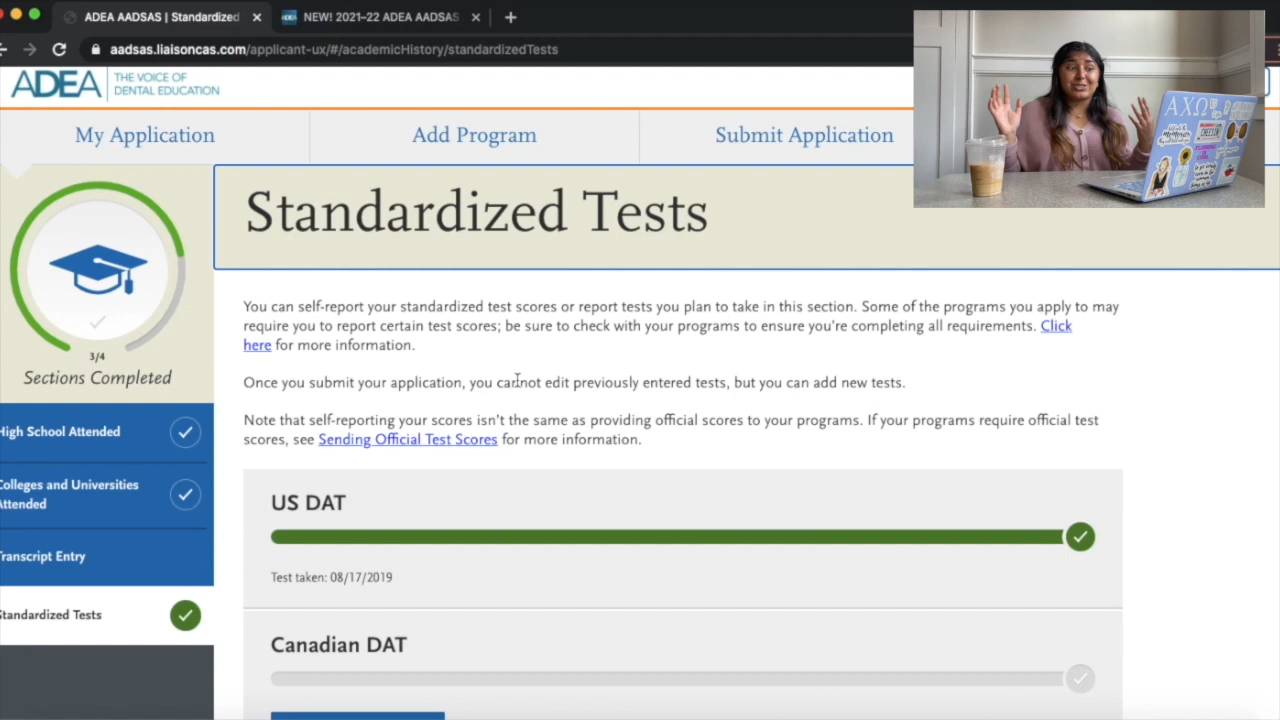 ADEA AADSAS | Standardized
NEW! 2021–22 ADEA AADSAS
aadsas.liaisoncas.com/applicant-ux/#/academicHistory/standardizedTests
ADEA
THE VOICE OF
DENTAL EDUCATION
My Application
Add Program
Submit Application
ΑΧΩ
3/4
Sections Completed
High School Attended
Colleges and Universities
Attended
Transcript Entry
Standardized Tests
Standardized Tests
You can self-report your standardized test scores or report tests you plan to take in this section. Some of the programs you apply to may
require you to report certain test scores; be sure to check with your programs to ensure you're completing all requirements. Click
here for more information.
Once you submit your application, you cannot edit previously entered tests, but you can add new tests.
Note that self-reporting your scores isn't the same as providing official scores to your programs. If your programs require official test
scores, see Sending Official Test Scores for more information.
US DAT
Test taken: 08/17/2019
Canadian DAT